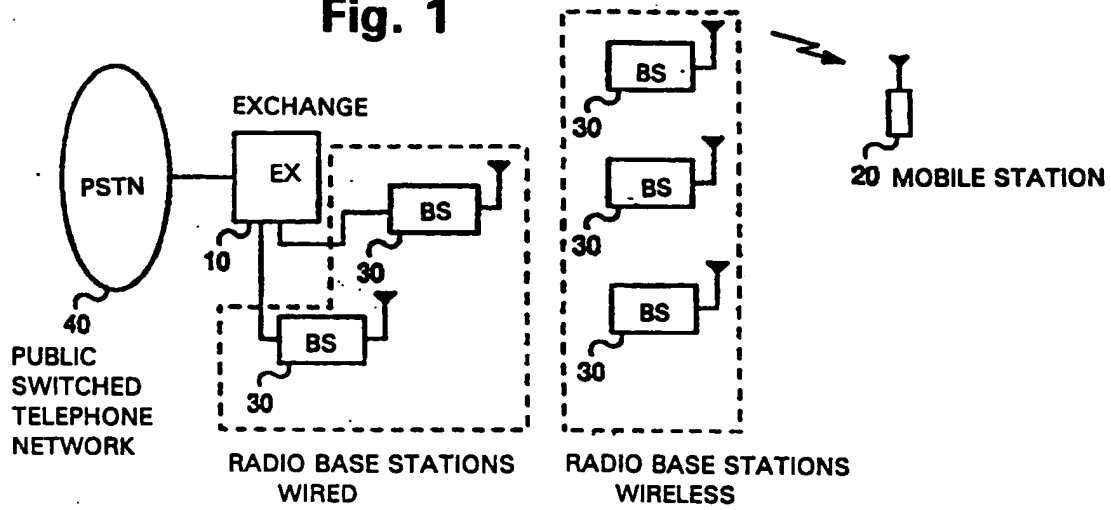 Fig. 1
EXCHANGE
PSTN
EX
10
40
PUBLIC
SWITCHED
TELEPHONE
NETWORK
BS
30
BS
30
RADIO BASE STATIONS
WIRED
BS
30
BS
30
BS
30
RADIO BASE STATIONS
WIRELESS
20 MOBILE STATION